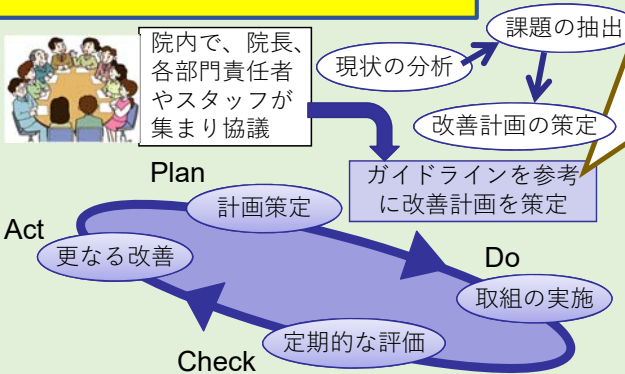 院内で、院長、
各部門責任者
やスタッフが
集まり協議
現状の分析
課題の抽出
改善計画の策定
ガイドラインを参考
に改善計画を策定
Plan
計画策定
Act
更なる改善
Do
取組の実施
定期的な評価
Check